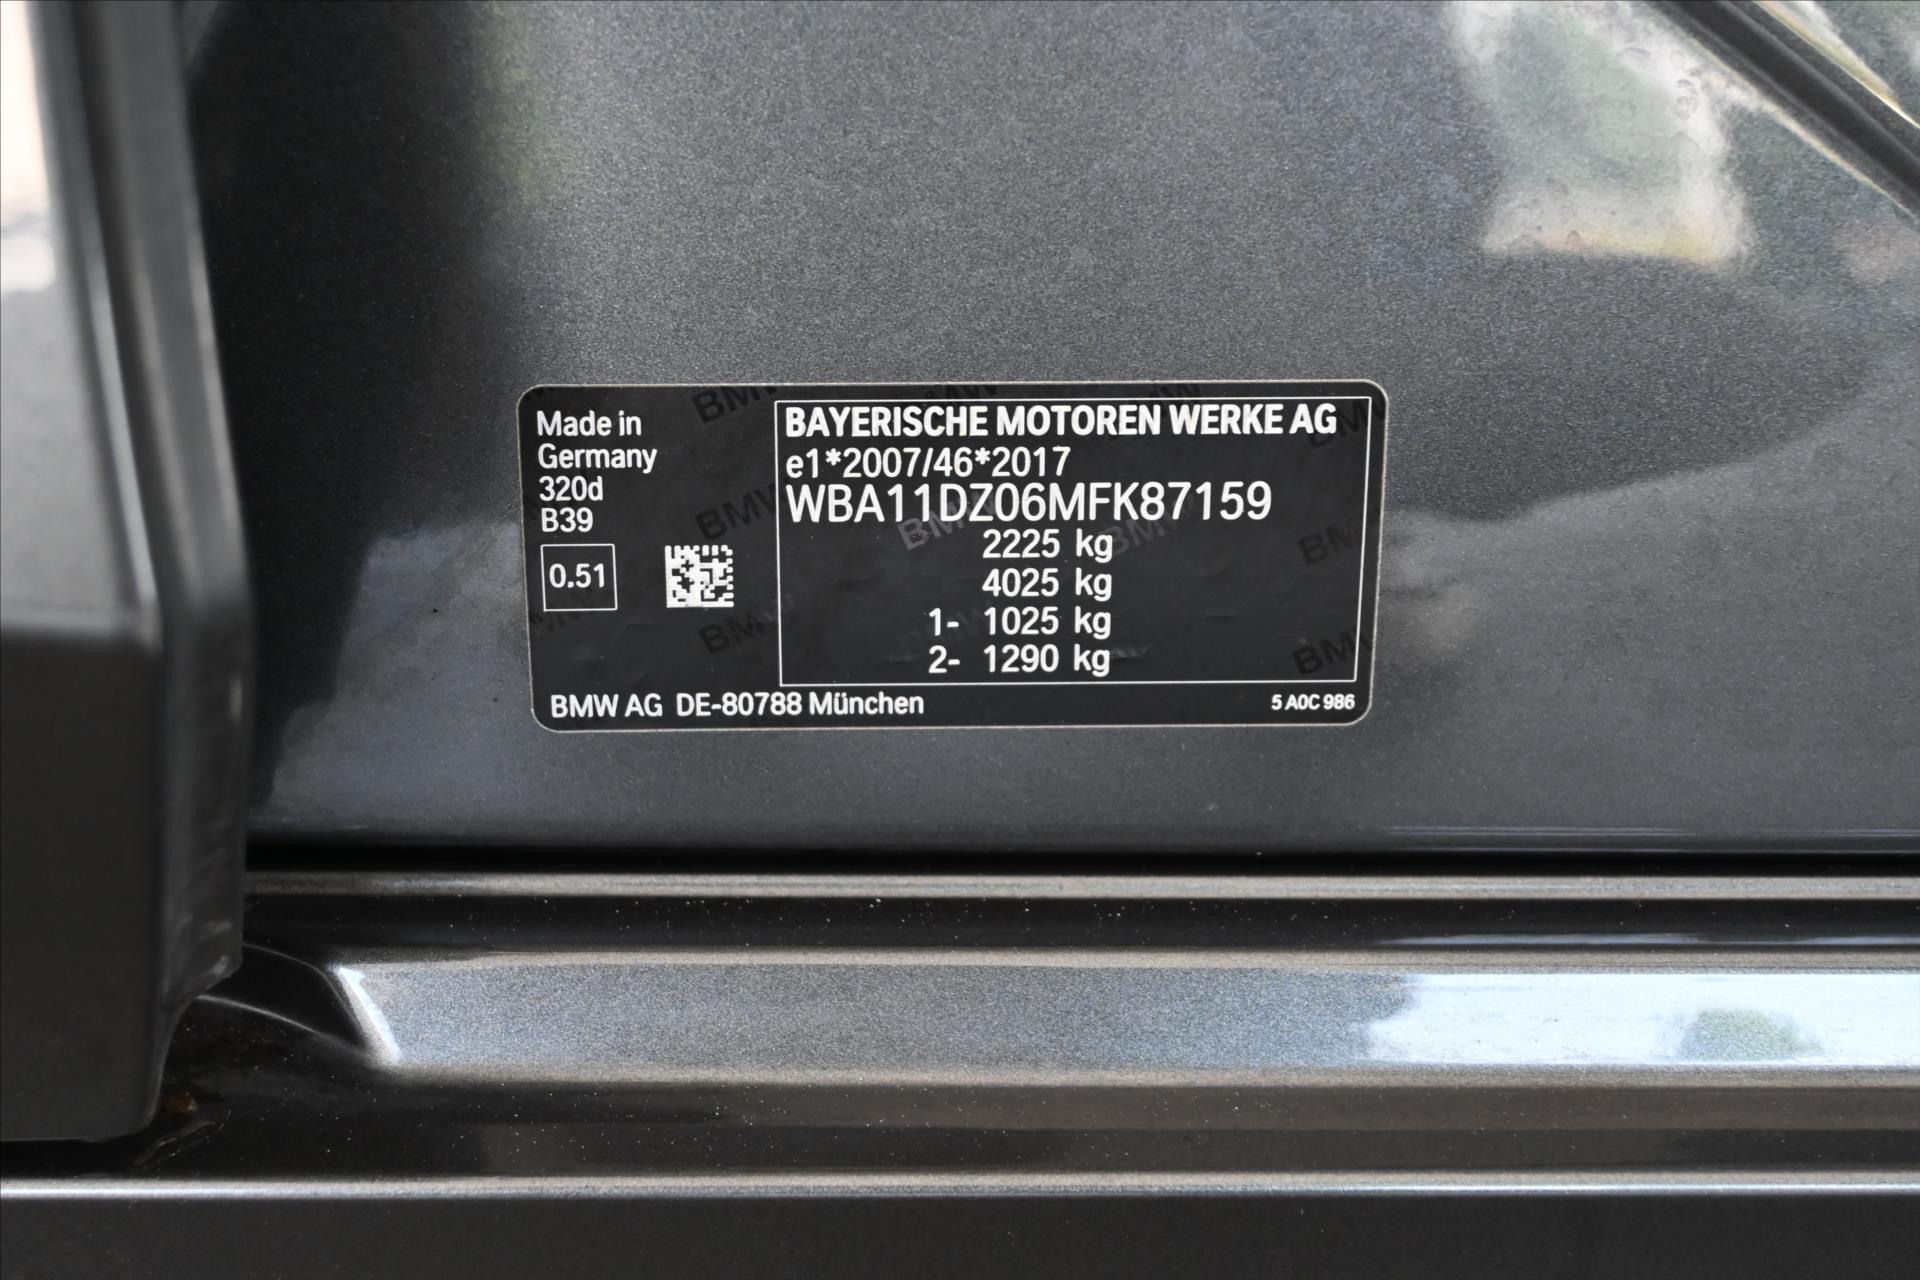 Made in
Germany
320d
B39
0.51
BAYERISCHE MOTOREN WERKE AG
e1*2007/46*2017
WBA11DZ06MFK87159
2225 kg
4025 kg
1- 1025 kg
2- 1290 kg
BMW AG DE-80788 München
5 A0C 986